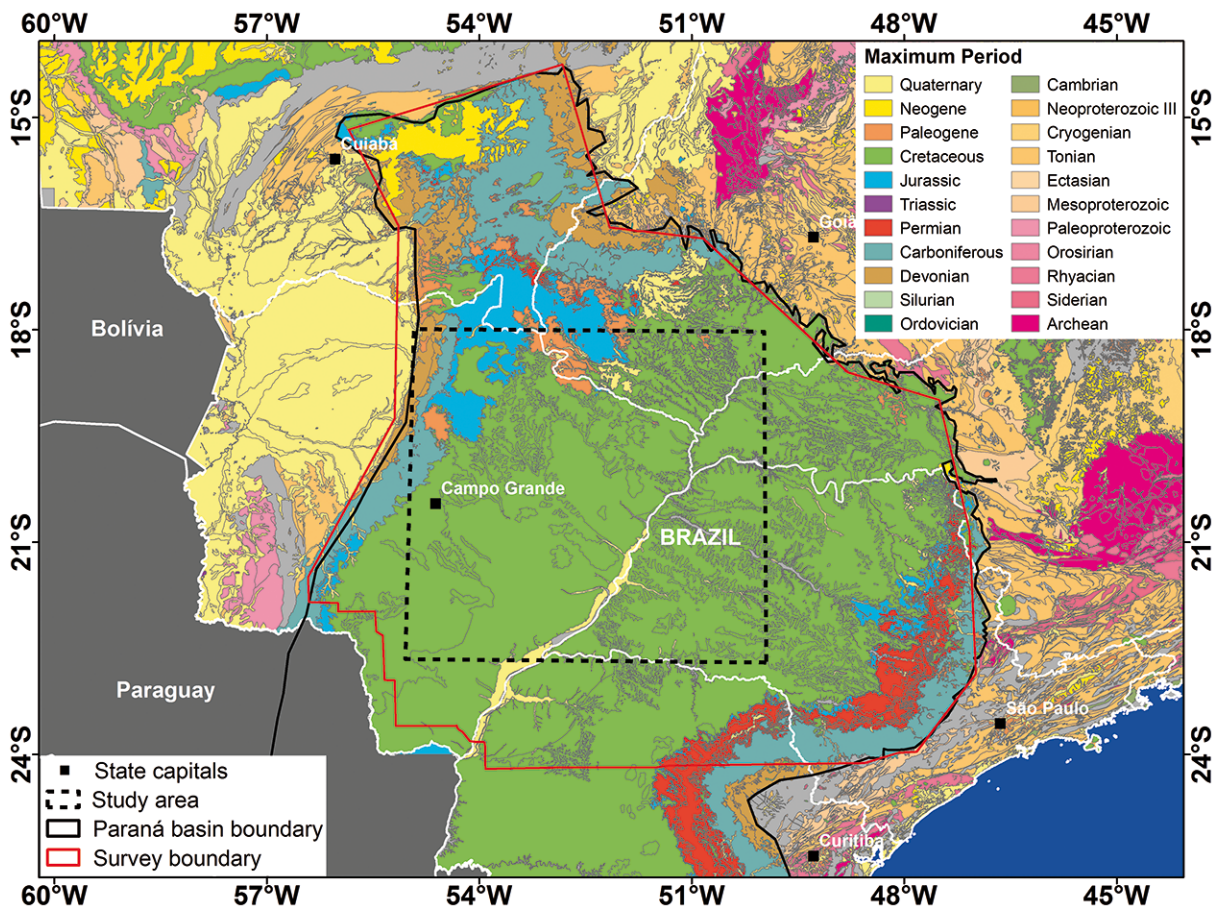 60°W 57°W 54°W 51°W 48°W 45°W
Maximum Period
Quaternary Cambrian
Neogene Neoproterozoic III
Paleogene Cryogenian
Cretaceous Tonian
Jurassic Ectasian
Triassic Mesoproterozoic
Permian Paleoproterozoic
Carboniferous Orosirian
Devonian Rhyacian
Silurian Siderian
Ordovician Archean
15°S 15°S
Cuiabá
Goiâ
18°S 18°S
Bolívia
Campo Grande
BRAZIL
21°S 21°S
Paraguay
São Paulo
24°S 24°S
Curitiba
State capitals
Study area
Paraná basin boundary
Survey boundary
60°W 57°W 54°W 51°W 48°W 45°W